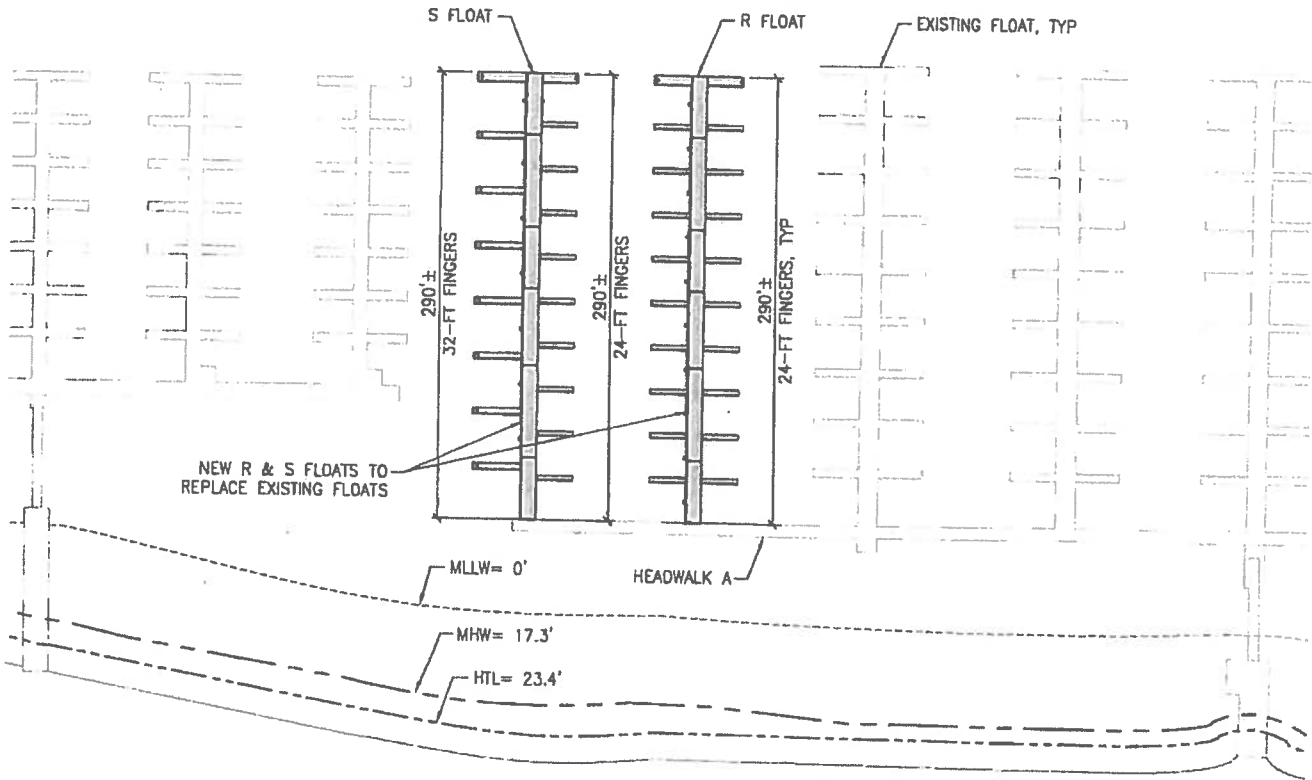 S FLOAT
R FLOAT
EXISTING FLOAT, TYP
290'±
32-FT FINGERS
290'±
24-FT FINGERS
290'±
24-FT FINGERS, TYP
NEW R & S FLOATS TO
REPLACE EXISTING FLOATS
MLLW= 0'
HEADWALK A
MHW= 17.3'
HTL= 23.4'